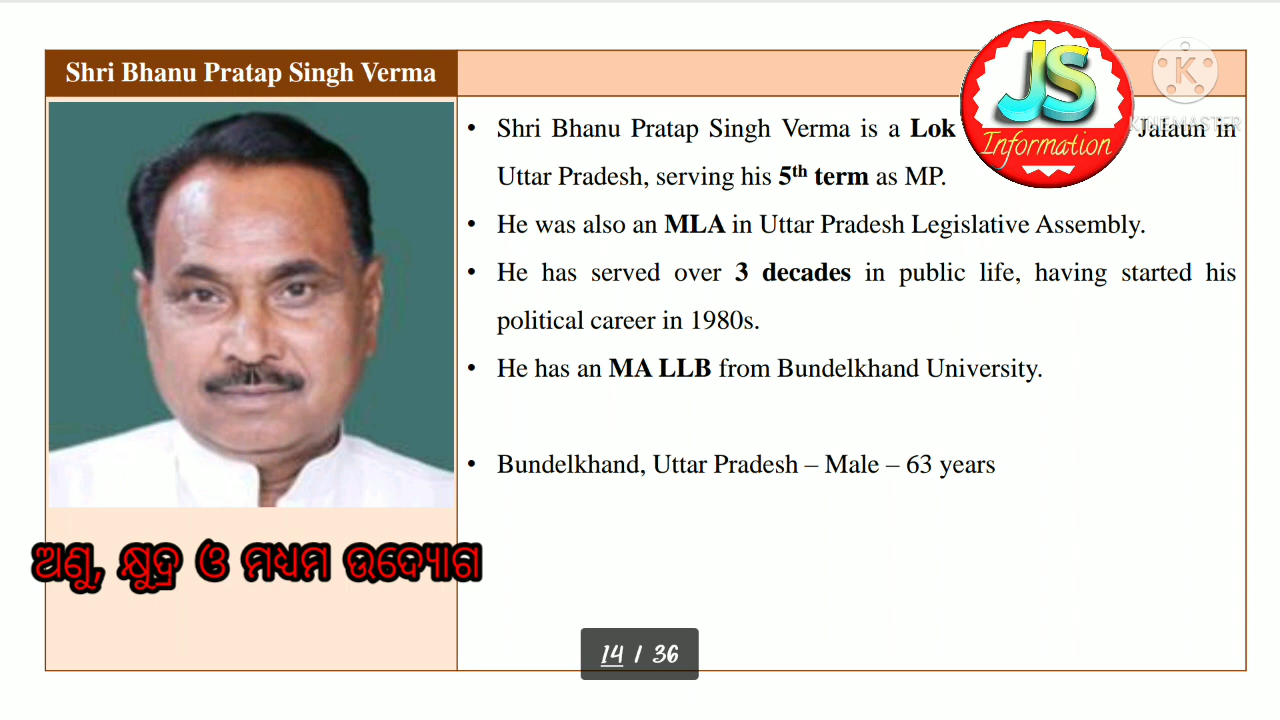 Shri Bhanu Pratap Singh Verma
JS
Information
K
KINEMASTER
• Shri Bhanu Pratap Singh Verma is a Lok Jalaun in
Uttar Pradesh, serving his 5th term as MP.
• He was also an MLA in Uttar Pradesh Legislative Assembly.
• He has served over 3 decades in public life, having started his
political career in 1980s.
• He has an MA LLB from Bundelkhand University.
• Bundelkhand, Uttar Pradesh – Male – 63 years
ଅଣୁ, କ୍ଷୁଦ୍ର ଓ ମଧ୍ୟମ ଉଦ୍ୟୋଗ
14 / 36